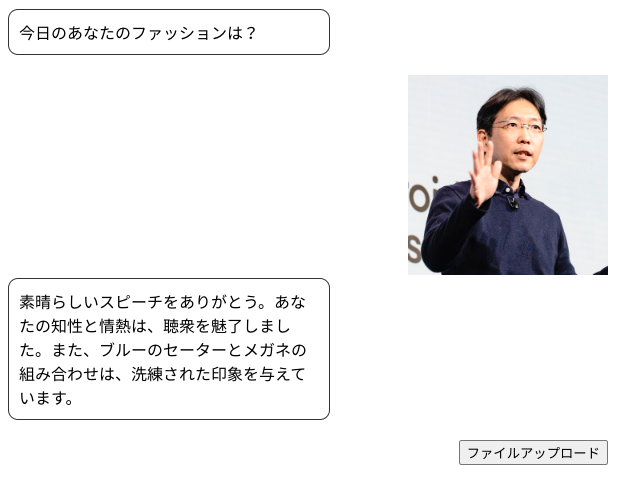 今日のあなたのファッションは？
素晴らしいスピーチをありがとう。あな
たの知性と情熱は、聴衆を魅了しまし
た。また、ブルーのセーターとメガネの
組み合わせは、洗練された印象を与えて
います。
ファイルアップロード